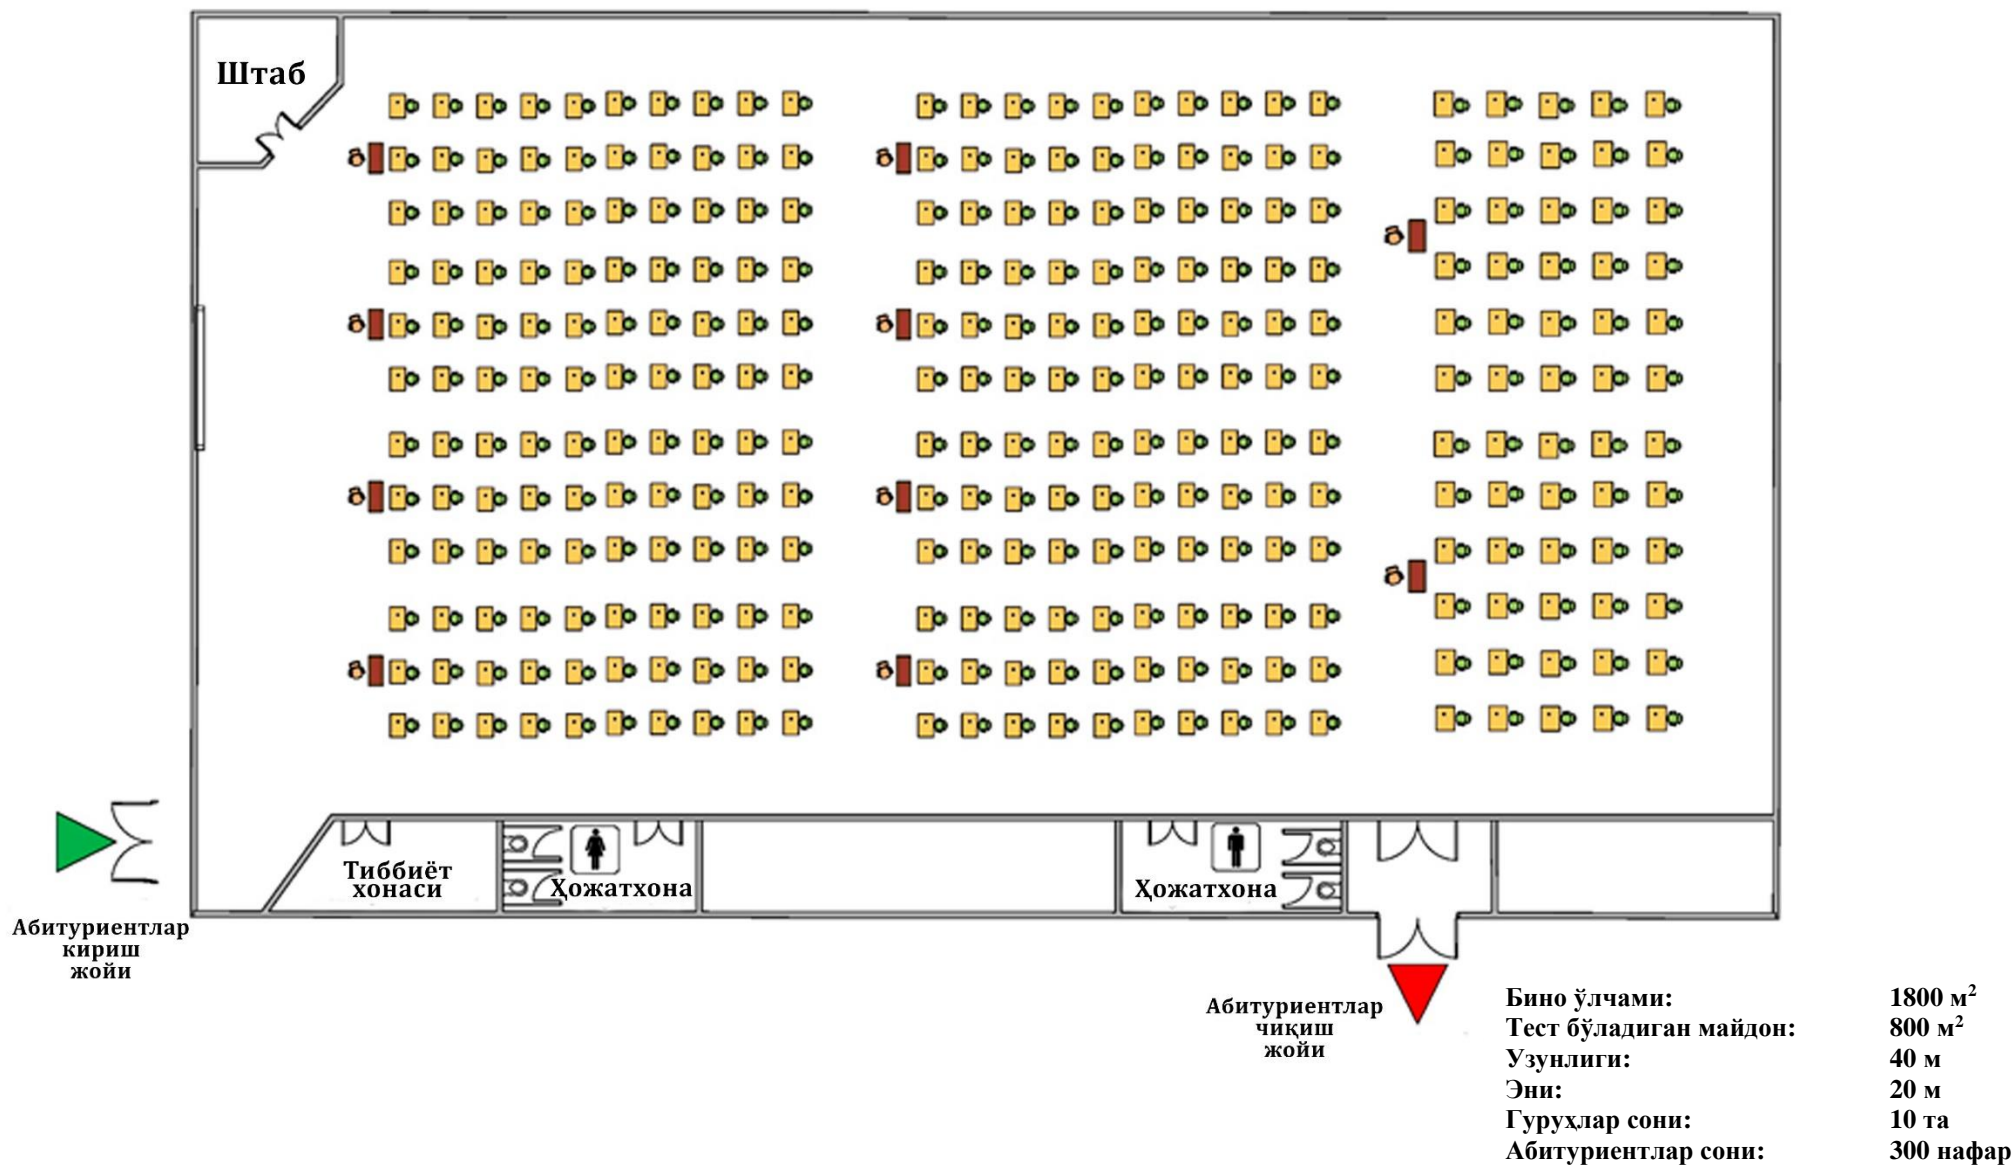 Штаб
Тиббиёт
хонаси
Ҳожатхона
Ҳожатхона
Абитуриентлар
кириш
жойи
Абитуриентлар
чиқиш
жойи
Бино ўлчами: 1800 м²
Тест бўладиган майдон: 800 м²
Узунлиги: 40 м
Эни: 20 м
Гуруҳлар сони: 10 та
Абитуриентлар сони: 300 нафар